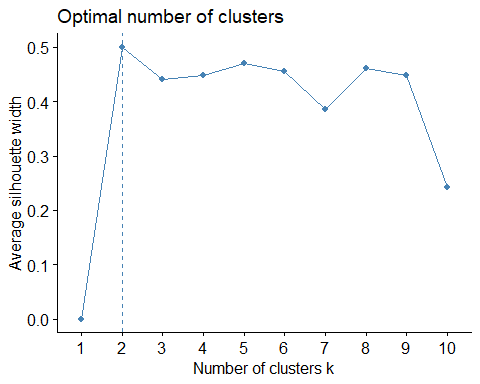 Optimal number of clusters
Average silhouette width
0.5
0.4
0.3
0.2
0.1
0.0
1 2 3 4 5 6 7 8 9 10
Number of clusters k